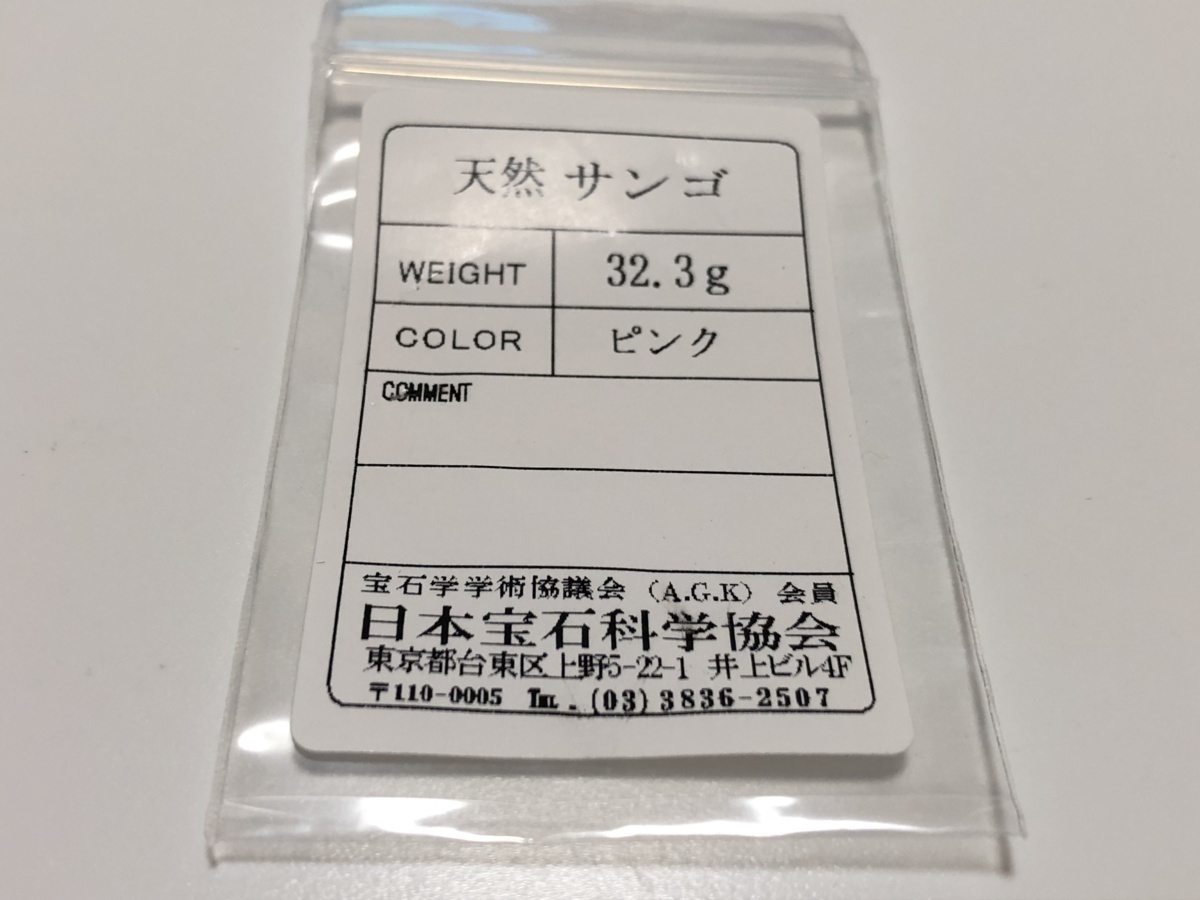 天然 サンゴ
WEIGHT 32.3g
COLOR ピンク
COMMENT
宝石学学術協議会 (A.G.K) 会員
日本宝石科学協会
東京都台東区上野5-22-1 井上ビル4F
〒110-0005 TEL. (03) 3836-2507